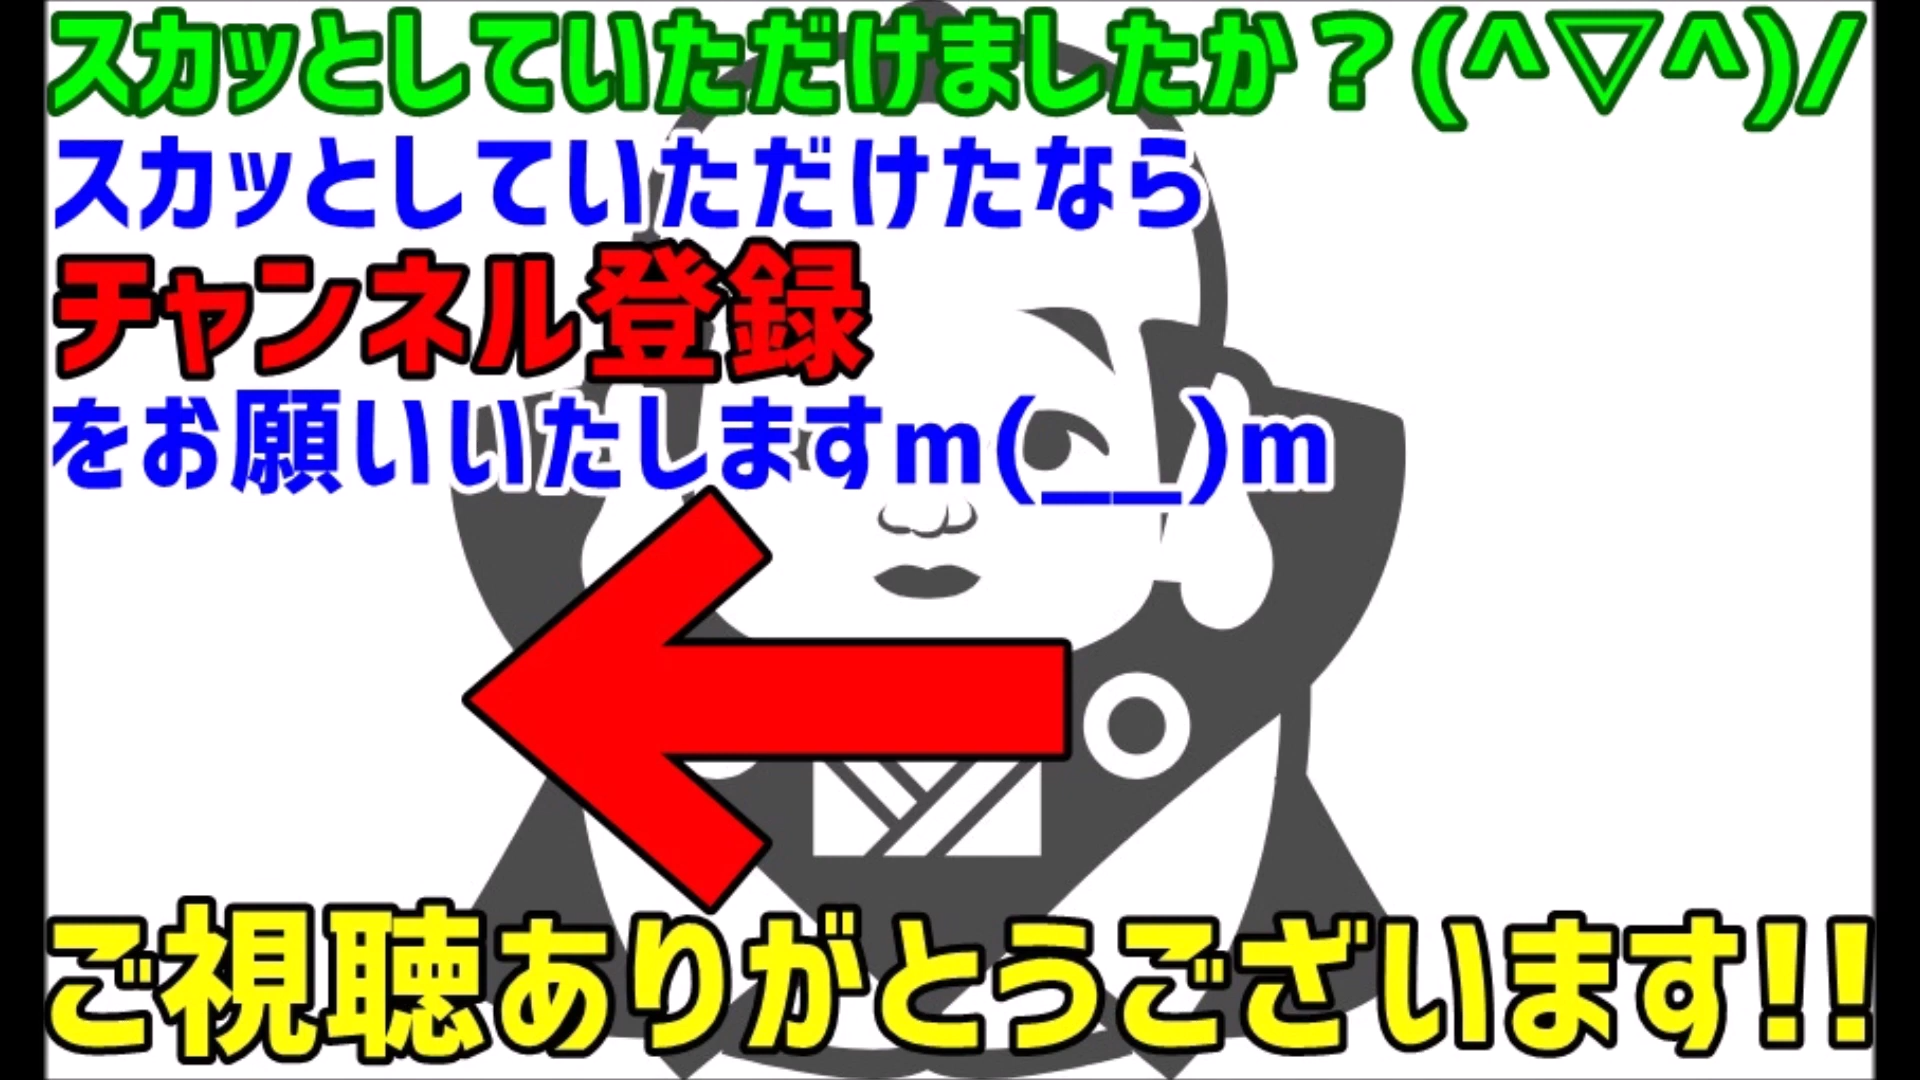 スカッとしていただけましたか？(^▽^)/
スカッとしていただけたなら
チャンネル登録
をお願いいたしますm(__)m
ご視聴ありがとうございます!!